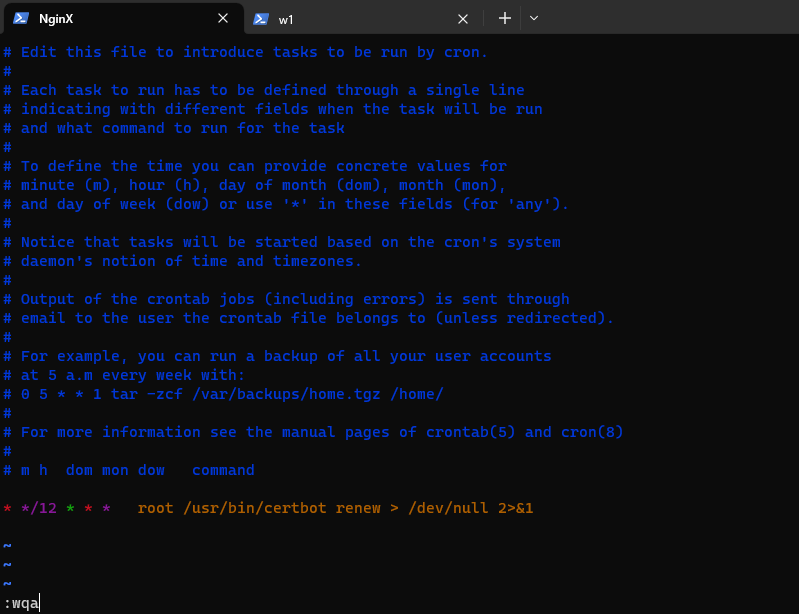 NginX
w1
# Edit this file to introduce tasks to be run by cron.
#
# Each task to run has to be defined through a single line
# indicating with different fields when the task will be run
# and what command to run for the task
#
# To define the time you can provide concrete values for
# minute (m), hour (h), day of month (dom), month (mon),
# and day of week (dow) or use '*' in these fields (for 'any').
#
# Notice that tasks will be started based on the cron's system
# daemon's notion of time and timezones.
#
# Output of the crontab jobs (including errors) is sent through
# email to the user the crontab file belongs to (unless redirected).
#
# For example, you can run a backup of all your user accounts
# at 5 a.m every week with:
# 0 5 * * 1 tar -zcf /var/backups/home.tgz /home/
#
# For more information see the manual pages of crontab(5) and cron(8)
#
# m h  dom mon dow   command
* */12 * * *   root /usr/bin/certbot renew > /dev/null 2>&1
~
~
~
:wqa